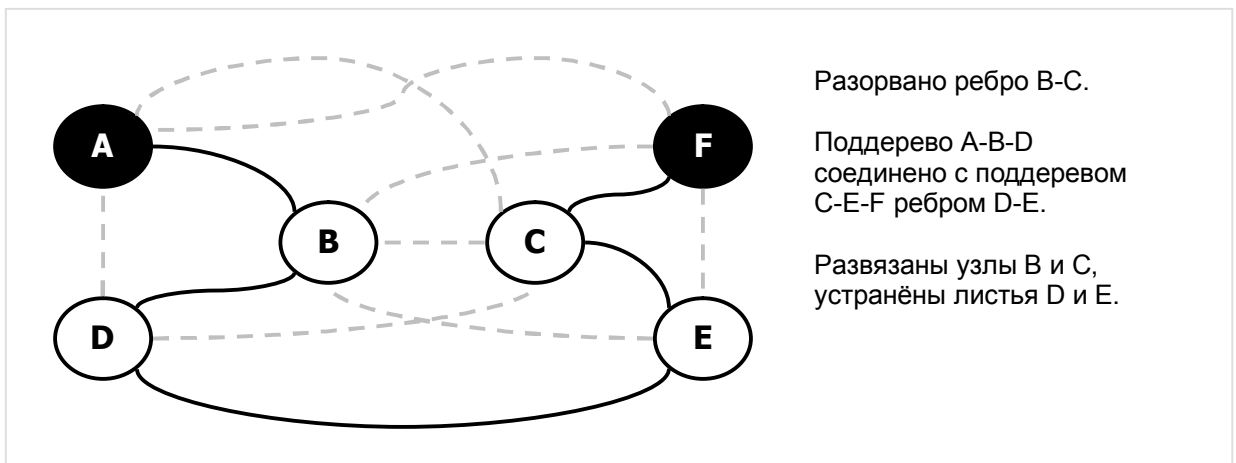 A
F
B
C
D
E
Разорвано ребро B-C.
Поддерево A-B-D
соединено с поддеревом
C-E-F ребром D-E.
Развязаны узлы B и C,
устранёны листья D и E.